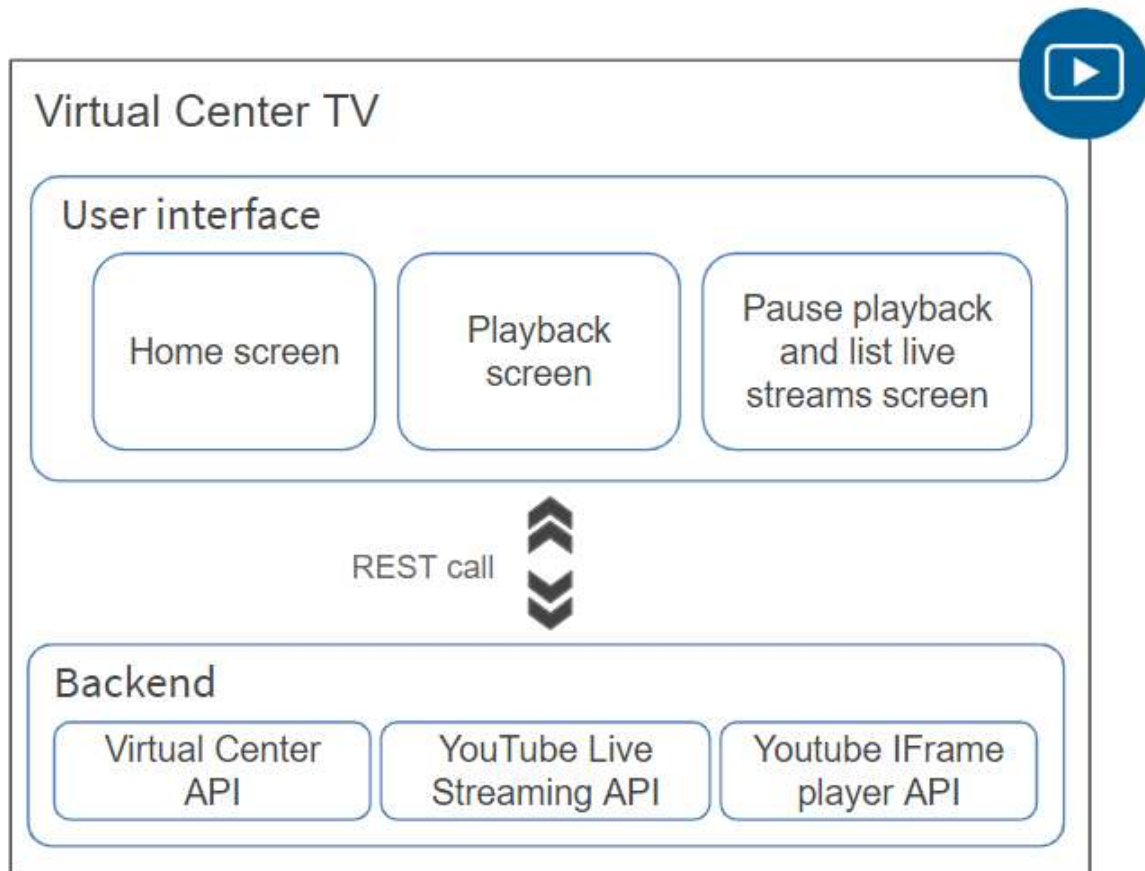 Virtual Center TV
User interface
Home screen
Playback
screen
Pause playback
and list live
streams screen
REST call
Backend
Virtual Center
API
YouTube Live
Streaming API
Youtube IFrame
player API